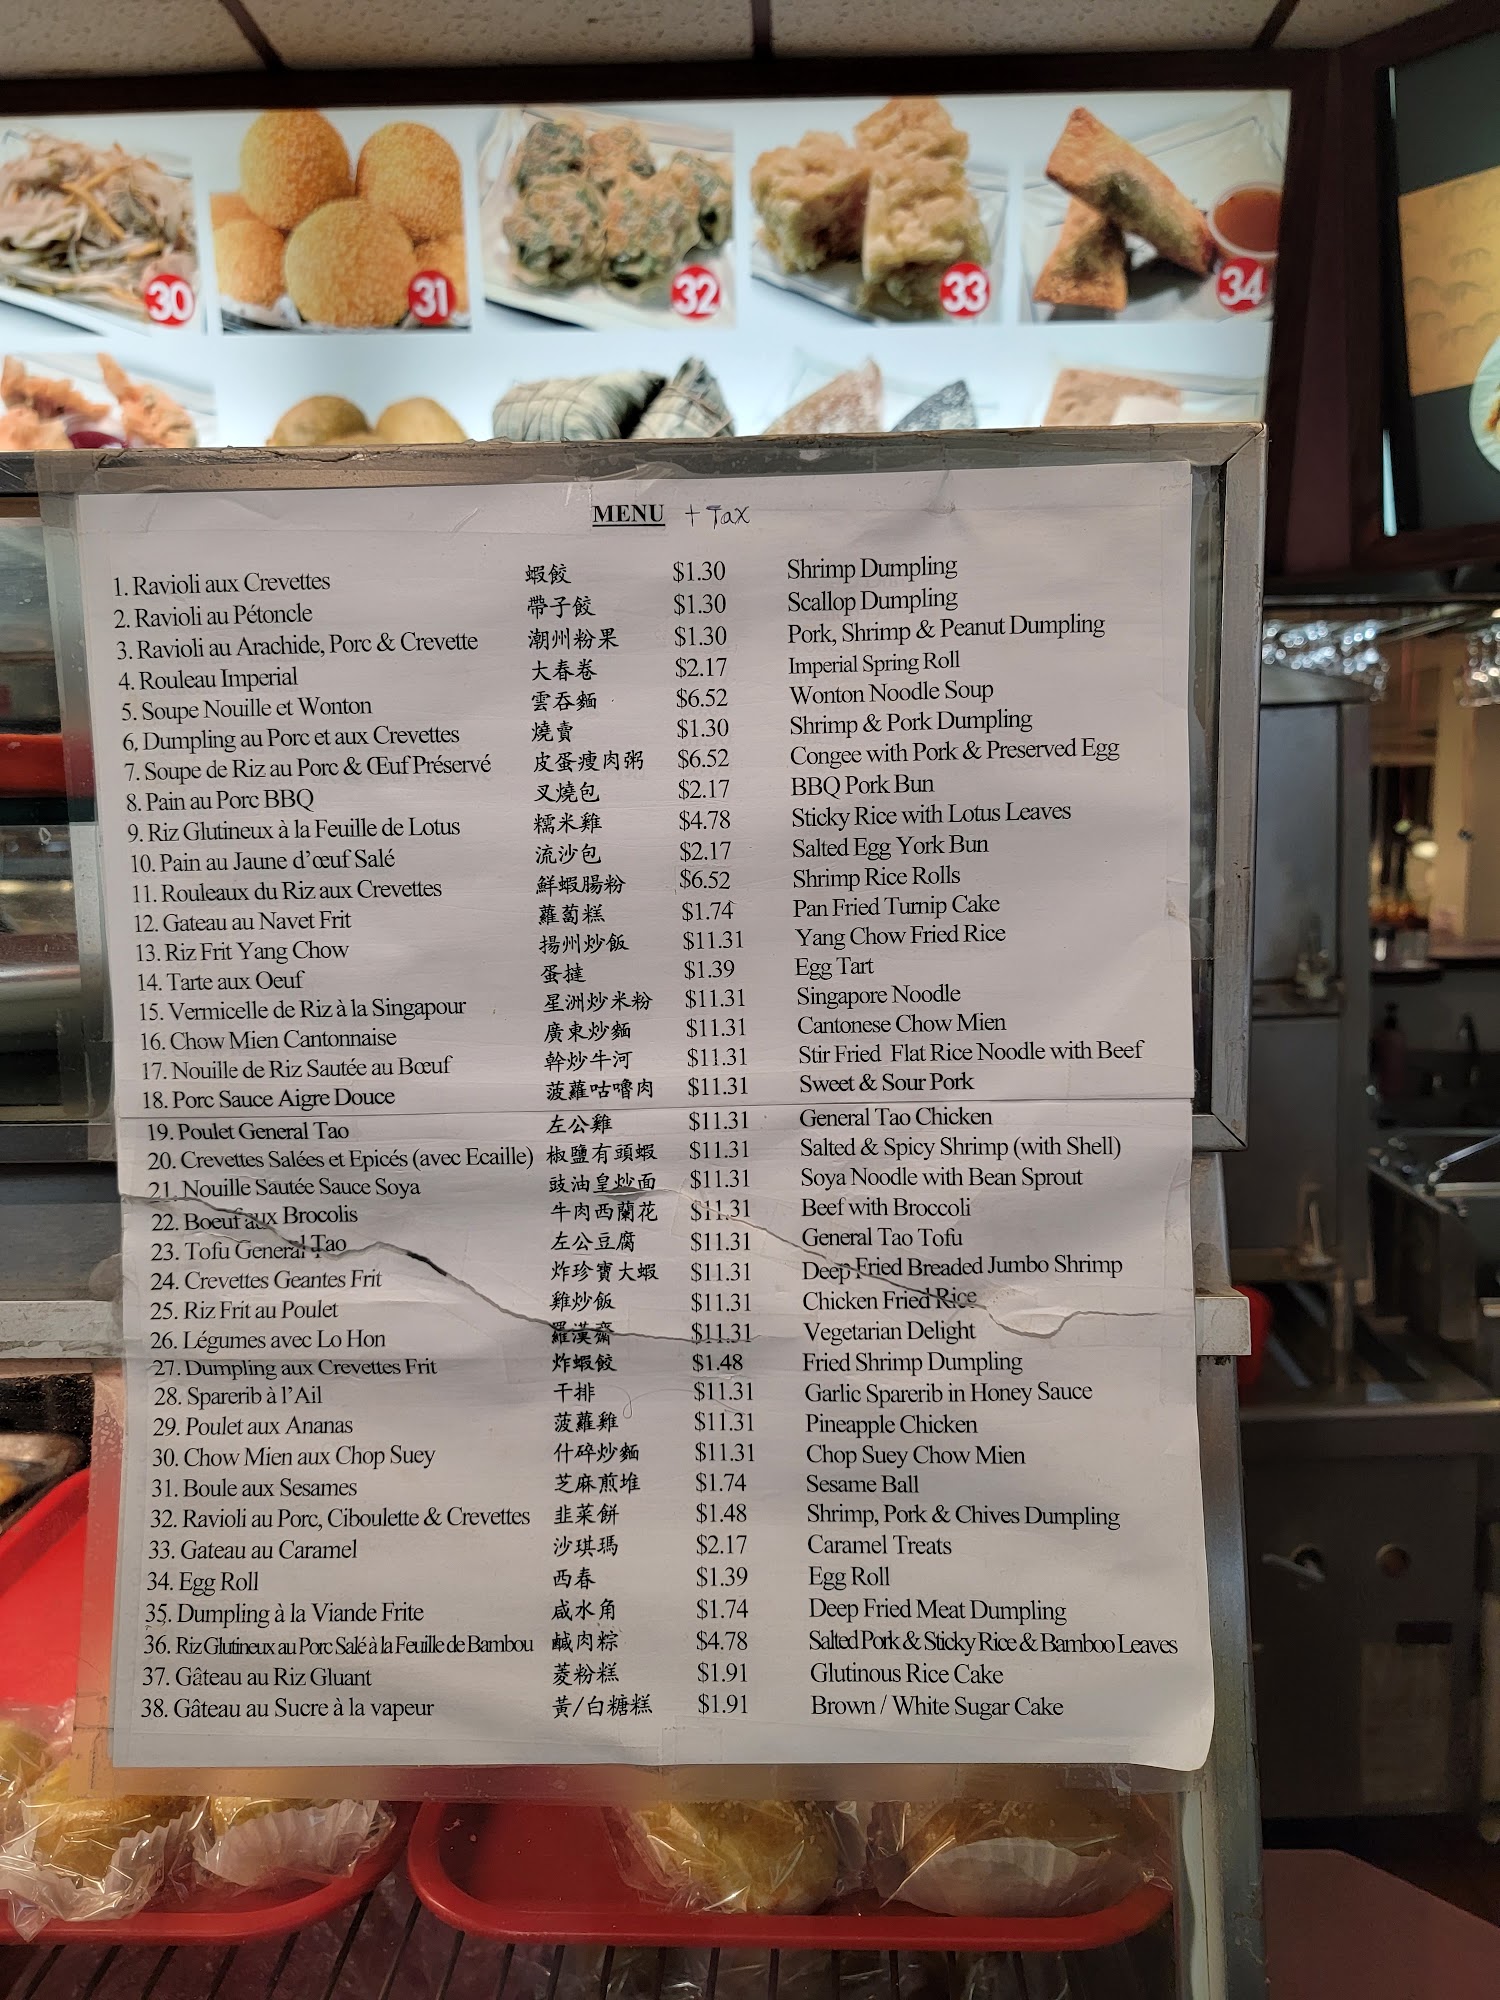 30 31 32 33 34
MENU + Tax
1. Ravioli aux Crevettes 蝦餃 $1.30 Shrimp Dumpling
2. Ravioli au Pétoncle 帶子餃 $1.30 Scallop Dumpling
3. Ravioli au Arachide, Porc & Crevette 潮州粉果 $1.30 Pork, Shrimp & Peanut Dumpling
4. Rouleau Imperial 大春卷 $2.17 Imperial Spring Roll
5. Soupe Nouille et Wonton 雲吞麵 $6.52 Wonton Noodle Soup
6. Dumpling au Porc et aux Crevettes 燒賣 $1.30 Shrimp & Pork Dumpling
7. Soupe de Riz au Porc & Œuf Préservé 皮蛋瘦肉粥 $6.52 Congee with Pork & Preserved Egg
8. Pain au Porc BBQ 叉燒包 $2.17 BBQ Pork Bun
9. Riz Glutineux à la Feuille de Lotus 糯米雞 $4.78 Sticky Rice with Lotus Leaves
10. Pain au Jaune d'œuf Salé 流沙包 $2.17 Salted Egg York Bun
11. Rouleaux du Riz aux Crevettes 鮮蝦腸粉 $6.52 Shrimp Rice Rolls
12. Gateau au Navet Frit 蘿蔔糕 $1.74 Pan Fried Turnip Cake
13. Riz Frit Yang Chow 揚州炒飯 $11.31 Yang Chow Fried Rice
14. Tarte aux Oeuf 蛋撻 $1.39 Egg Tart
15. Vermicelle de Riz à la Singapour 星洲炒米粉 $11.31 Singapore Noodle
16. Chow Mien Cantonnaise 廣東炒麵 $11.31 Cantonese Chow Mien
17. Nouille de Riz Sautée au Bœuf 幹炒牛河 $11.31 Stir Fried Flat Rice Noodle with Beef
18. Porc Sauce Aigre Douce 菠蘿咕嚕肉 $11.31 Sweet & Sour Pork
19. Poulet General Tao 左公雞 $11.31 General Tao Chicken
20. Crevettes Salées et Epicés (avec Ecaille) 椒鹽有頭蝦 $11.31 Salted & Spicy Shrimp (with Shell)
21. Nouille Sautée Sauce Soya 豉油皇炒面 $11.31 Soya Noodle with Bean Sprout
22. Boeuf aux Brocolis 牛肉西蘭花 $11.31 Beef with Broccoli
23. Tofu General Tao 左公豆腐 $11.31 General Tao Tofu
24. Crevettes Geantes Frit 炸珍寶大蝦 $11.31 Deep Fried Breaded Jumbo Shrimp
25. Riz Frit au Poulet 雞炒飯 $11.31 Chicken Fried Rice
26. Légumes avec Lo Hon 羅漢齋 $11.31 Vegetarian Delight
27. Dumpling aux Crevettes Frit 炸蝦餃 $1.48 Fried Shrimp Dumpling
28. Sparerib à l'Ail 干排 $11.31 Garlic Sparerib in Honey Sauce
29. Poulet aux Ananas 菠蘿雞 $11.31 Pineapple Chicken
30. Chow Mien aux Chop Suey 什碎炒麵 $11.31 Chop Suey Chow Mien
31. Boule aux Sesames 芝麻煎堆 $1.74 Sesame Ball
32. Ravioli au Porc, Ciboulette & Crevettes 韭菜餅 $1.48 Shrimp, Pork & Chives Dumpling
33. Gateau au Caramel 沙琪瑪 $2.17 Caramel Treats
34. Egg Roll 西春 $1.39 Egg Roll
35. Dumpling à la Viande Frite 咸水角 $1.74 Deep Fried Meat Dumpling
36. Riz Glutineux au Porc Salé à la Feuille de Bambou 鹹肉粽 $4.78 Salted Pork & Sticky Rice & Bamboo Leaves
37. Gâteau au Riz Gluant 菱粉糕 $1.91 Glutinous Rice Cake
38. Gâteau au Sucre à la vapeur 黃/白糖糕 $1.91 Brown / White Sugar Cake